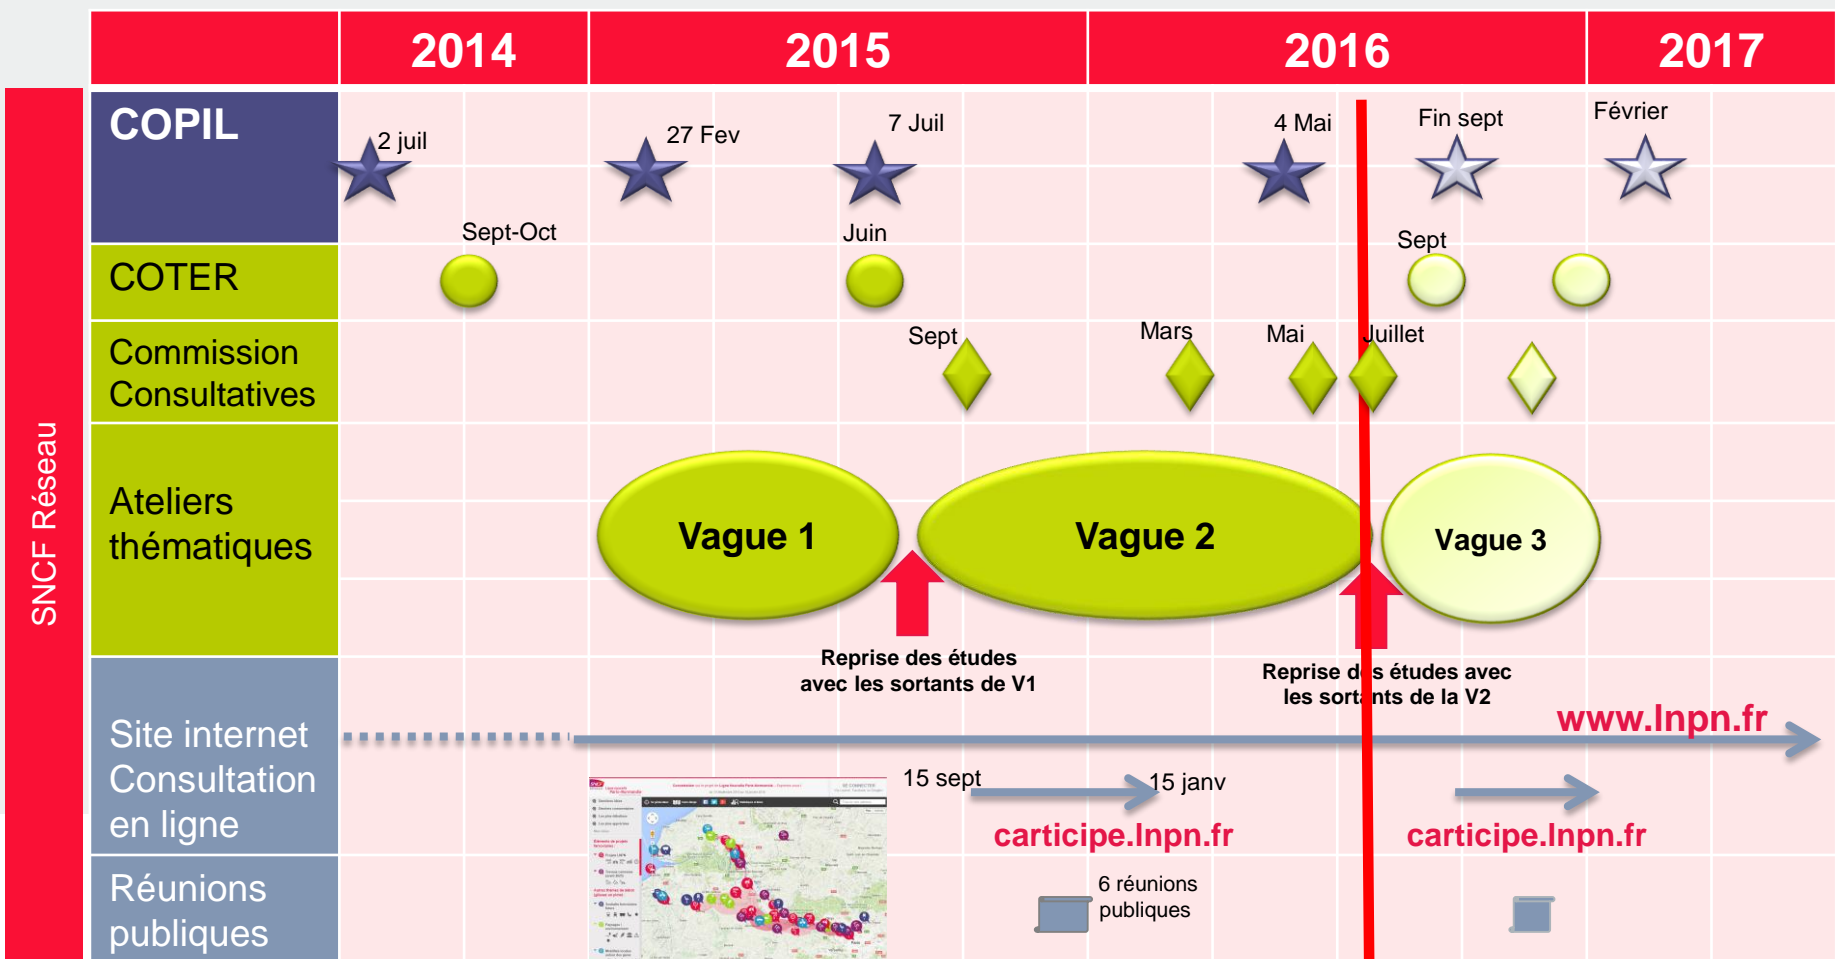 2014
2015
2016
2017
SNCF Réseau
COPIL
2 juil
27 Fev
7 Juil
4 Mai
Fin sept
Février
COTER
Sept-Oct
Juin
Sept
Commission
Consultatives
Sept
Mars
Mai
Juillet
Ateliers
thématiques
Vague 1
Vague 2
Vague 3
Reprise des études
avec les sortants de V1
Reprise des études avec
les sortants de la V2
Site internet
Consultation
en ligne
www.lnpn.fr
15 sept
15 janv
carticipe.lnpn.fr
carticipe.lnpn.fr
Réunions
publiques
6 réunions
publiques